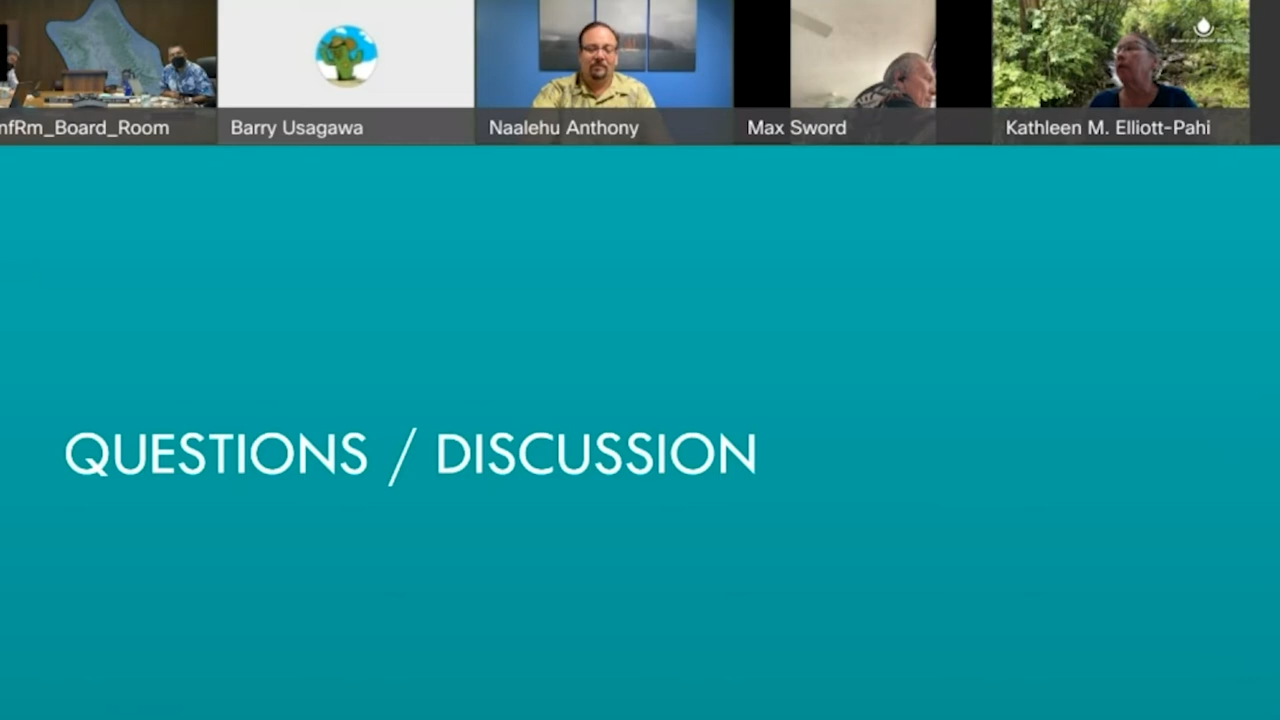 nfRm_Board_Room
Barry Usagawa
Naalehu Anthony
Max Sword
Kathleen M. Elliott-Pahi
QUESTIONS / DISCUSSION